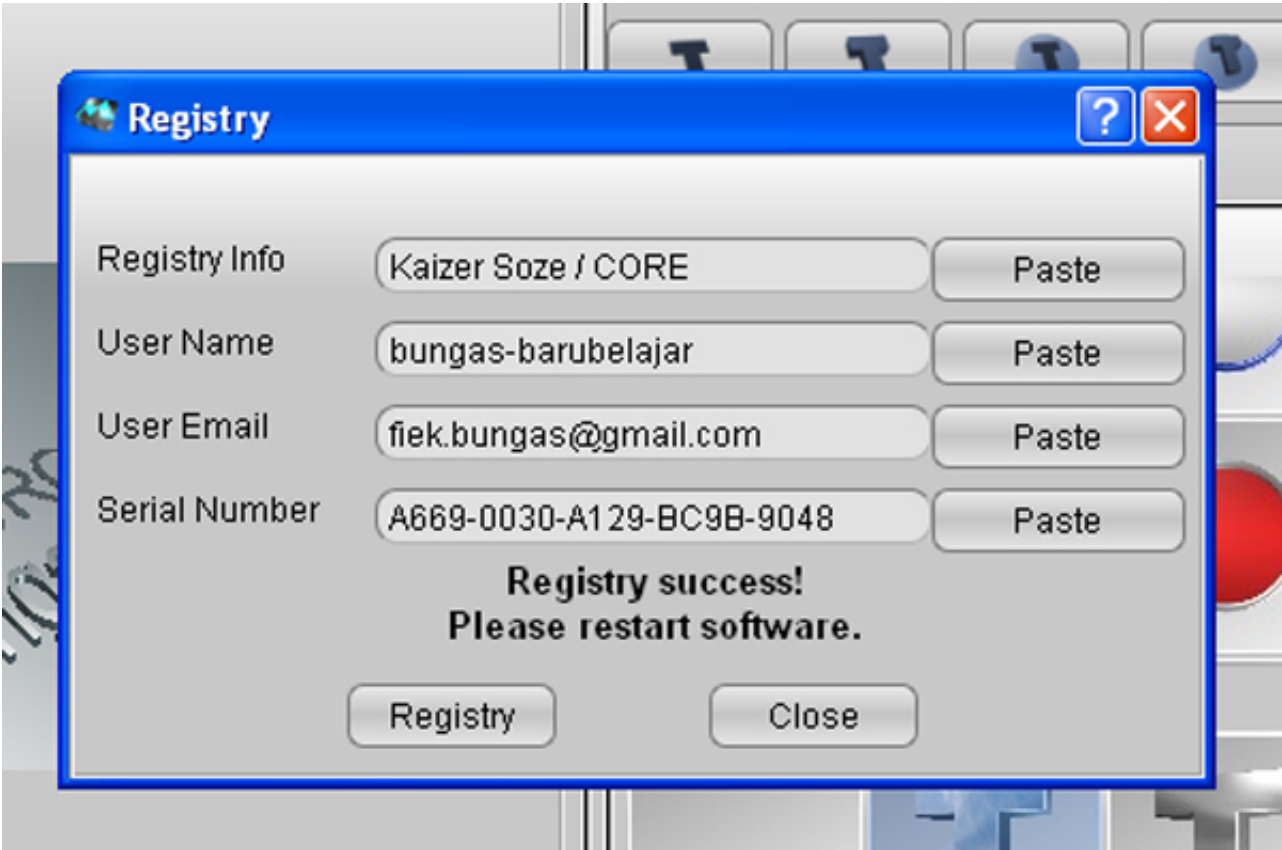 Registry
Registry Info Kaizer Soze / CORE Paste
User Name bungas-barubelajar Paste
User Email fiek.bungas@gmail.com Paste
Serial Number A669-0030-A129-BC9B-9048 Paste
Registry success!
Please restart software.
Registry Close